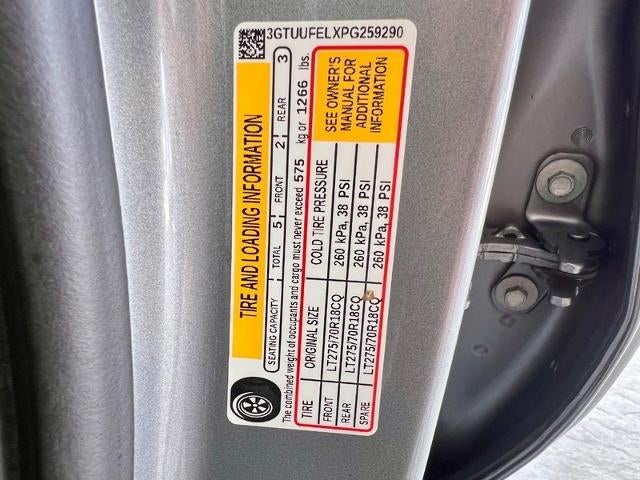 3GTUUFELXPG259290
TIRE AND LOADING INFORMATION
SEATING CAPACITY TOTAL 5 FRONT 2 REAR 3
The combined weight of occupants and cargo must never exceed 575 kg or 1266 lbs.
TIRE ORIGINAL SIZE COLD TIRE PRESSURE
FRONT LT275/70R18CQ 260 kPa, 38 PSI
REAR LT275/70R18CQ 260 kPa, 38 PSI
SPARE LT275/70R18CQ 260 kPa, 38 PSI
SEE OWNER'S
MANUAL FOR
ADDITIONAL
INFORMATION